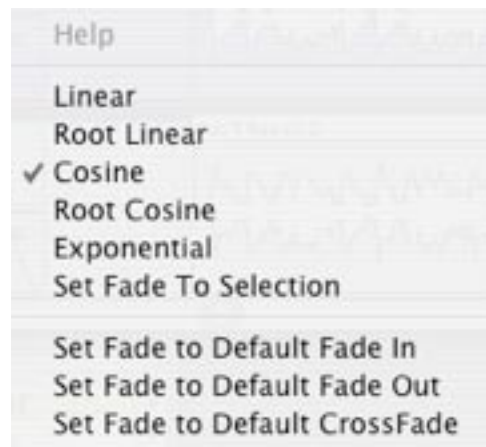 Help
Linear
Root Linear
✓ Cosine
Root Cosine
Exponential
Set Fade To Selection
Set Fade to Default Fade In
Set Fade to Default Fade Out
Set Fade to Default CrossFade